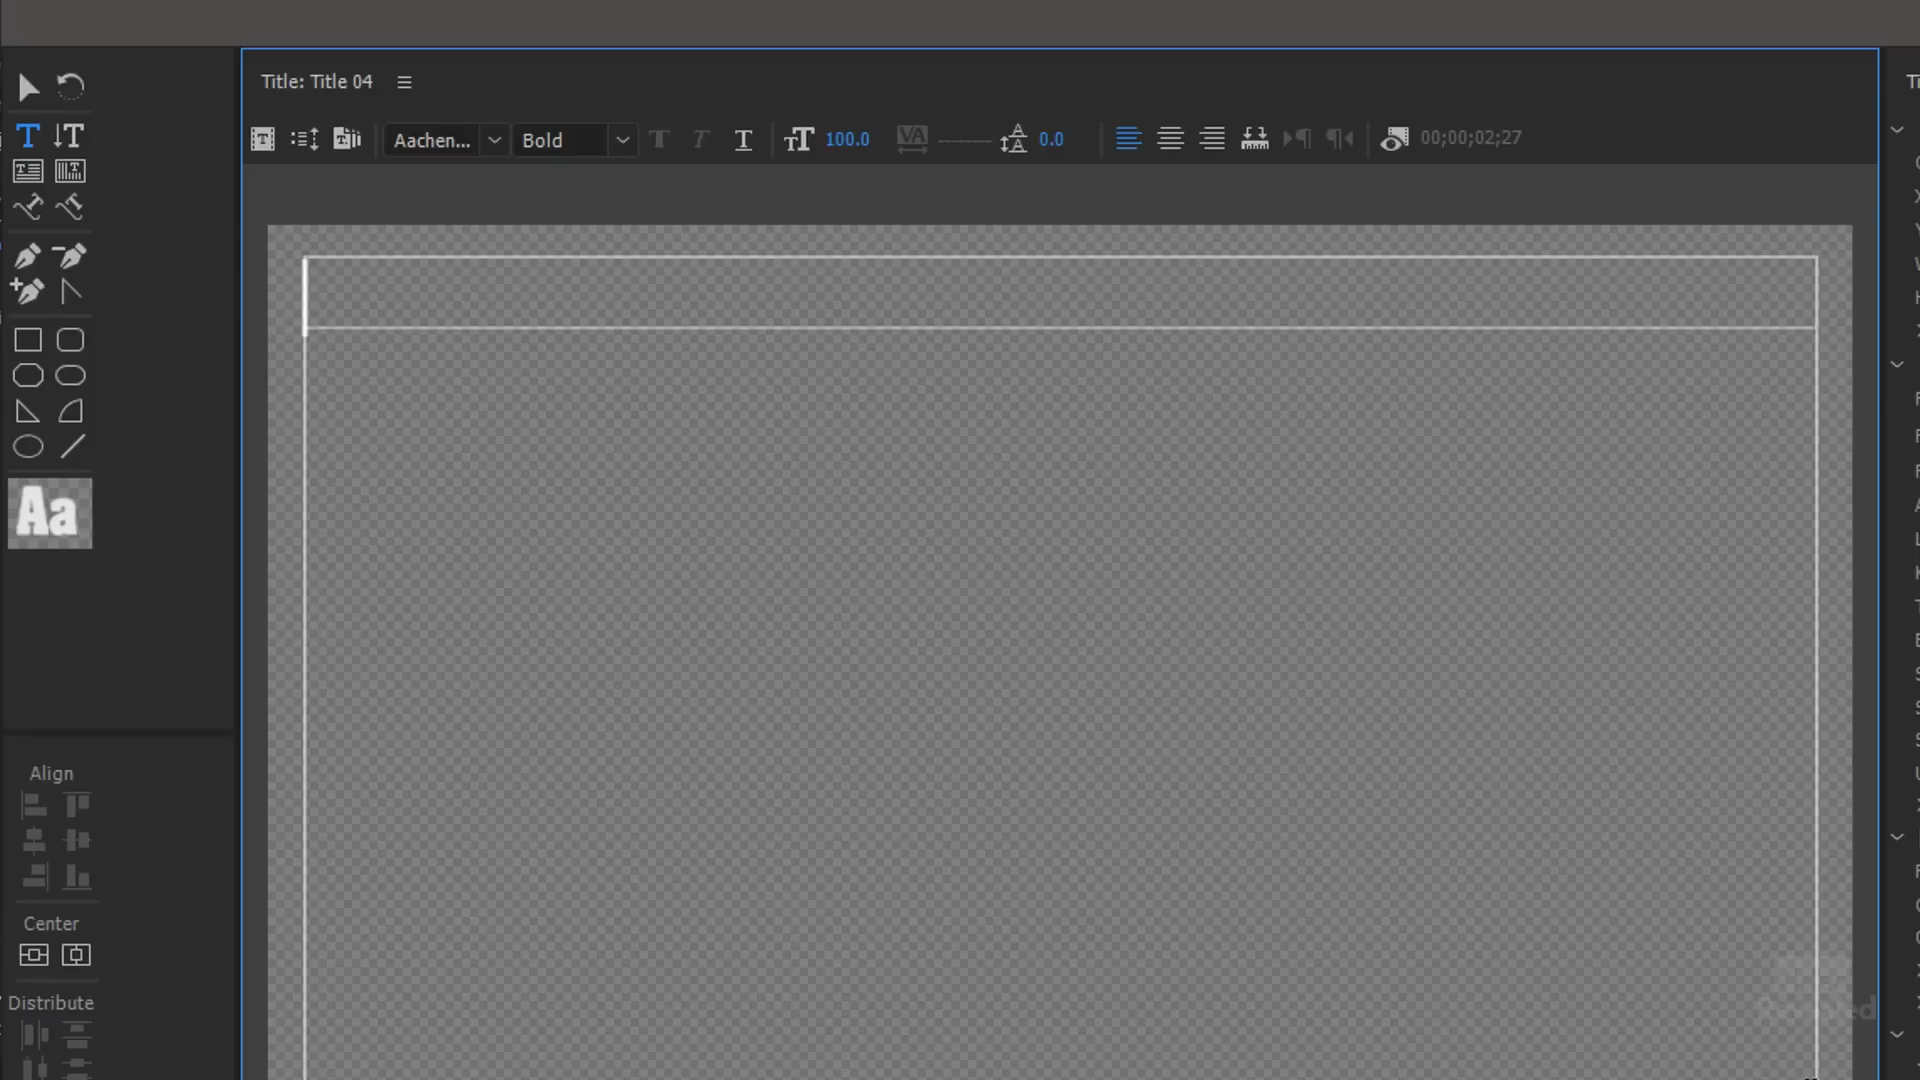 Title: Title 04
Aachen... Bold 100.0 0.0 00;00;02;27
Aa
Align
Center
Distribute